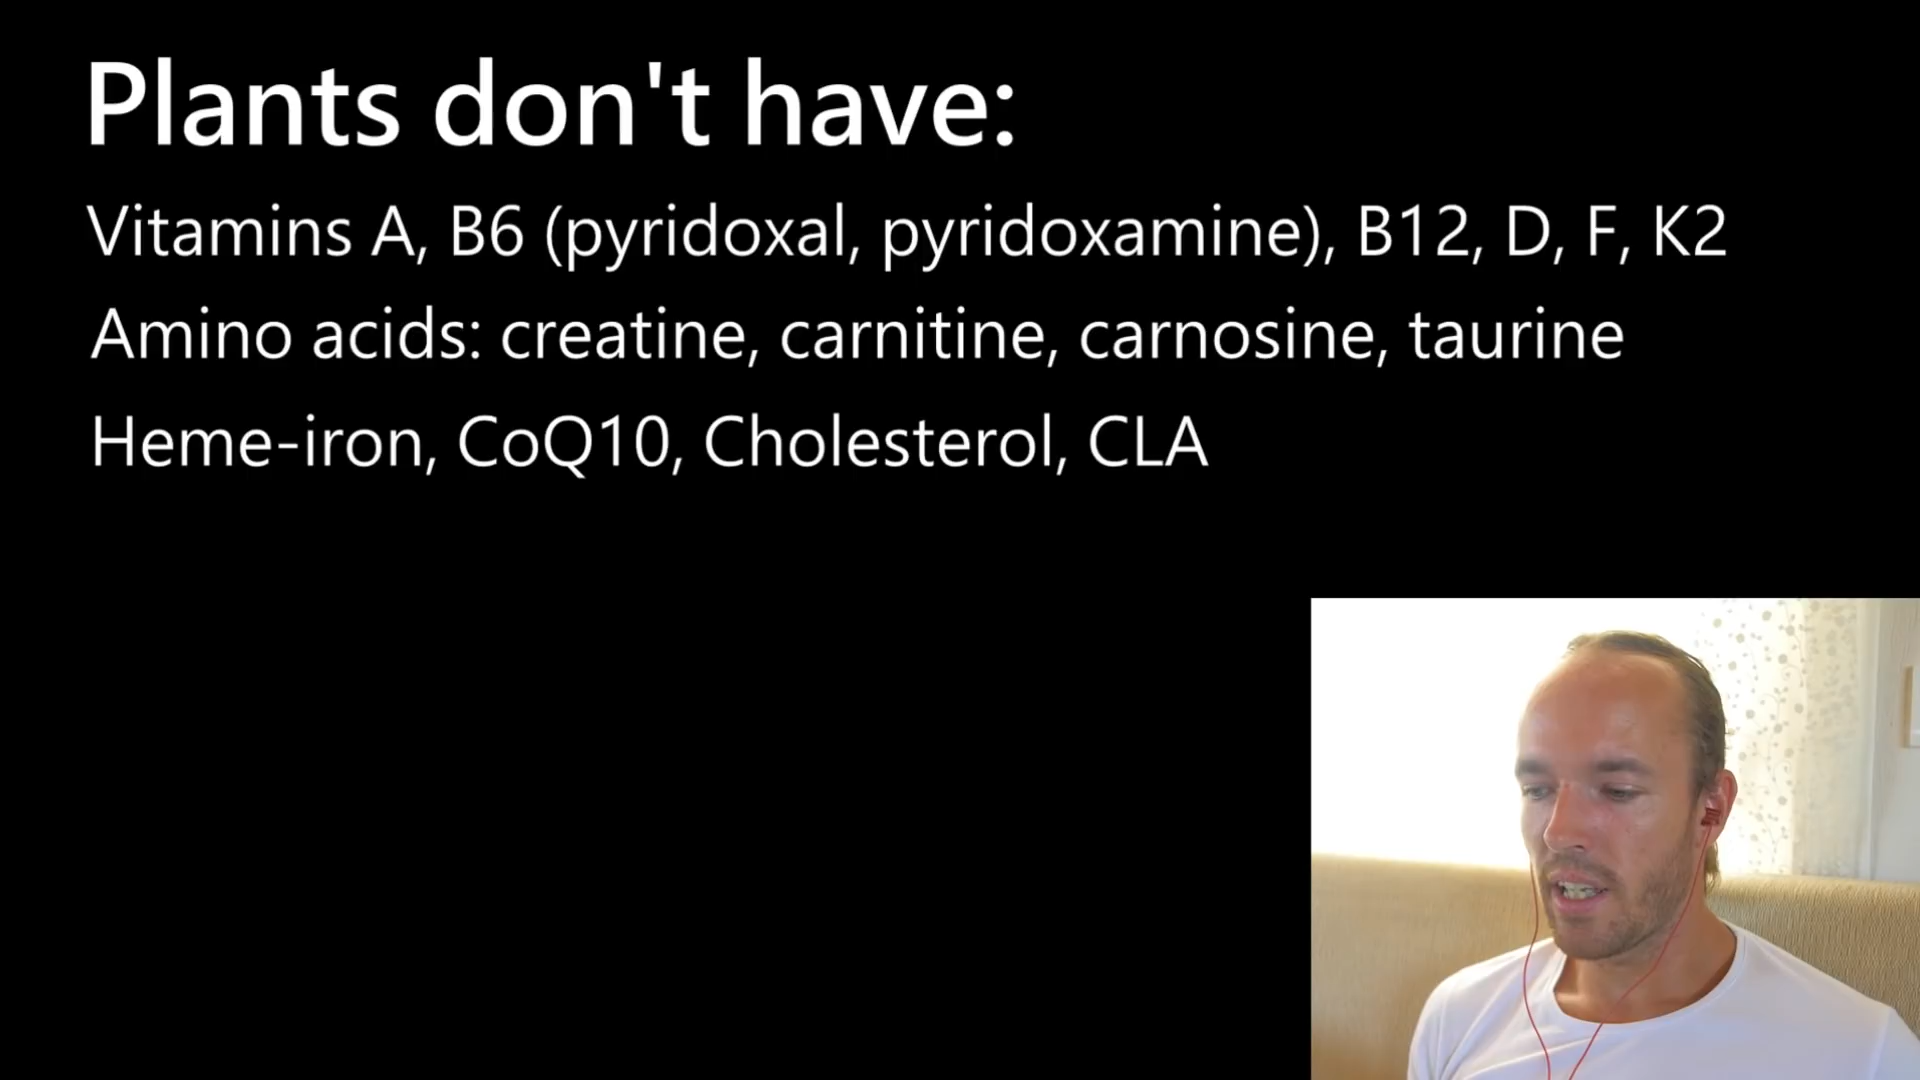 Plants don't have:
Vitamins A, B6 (pyridoxal, pyridoxamine), B12, D, F, K2
Amino acids: creatine, carnitine, carnosine, taurine
Heme-iron, CoQ10, Cholesterol, CLA